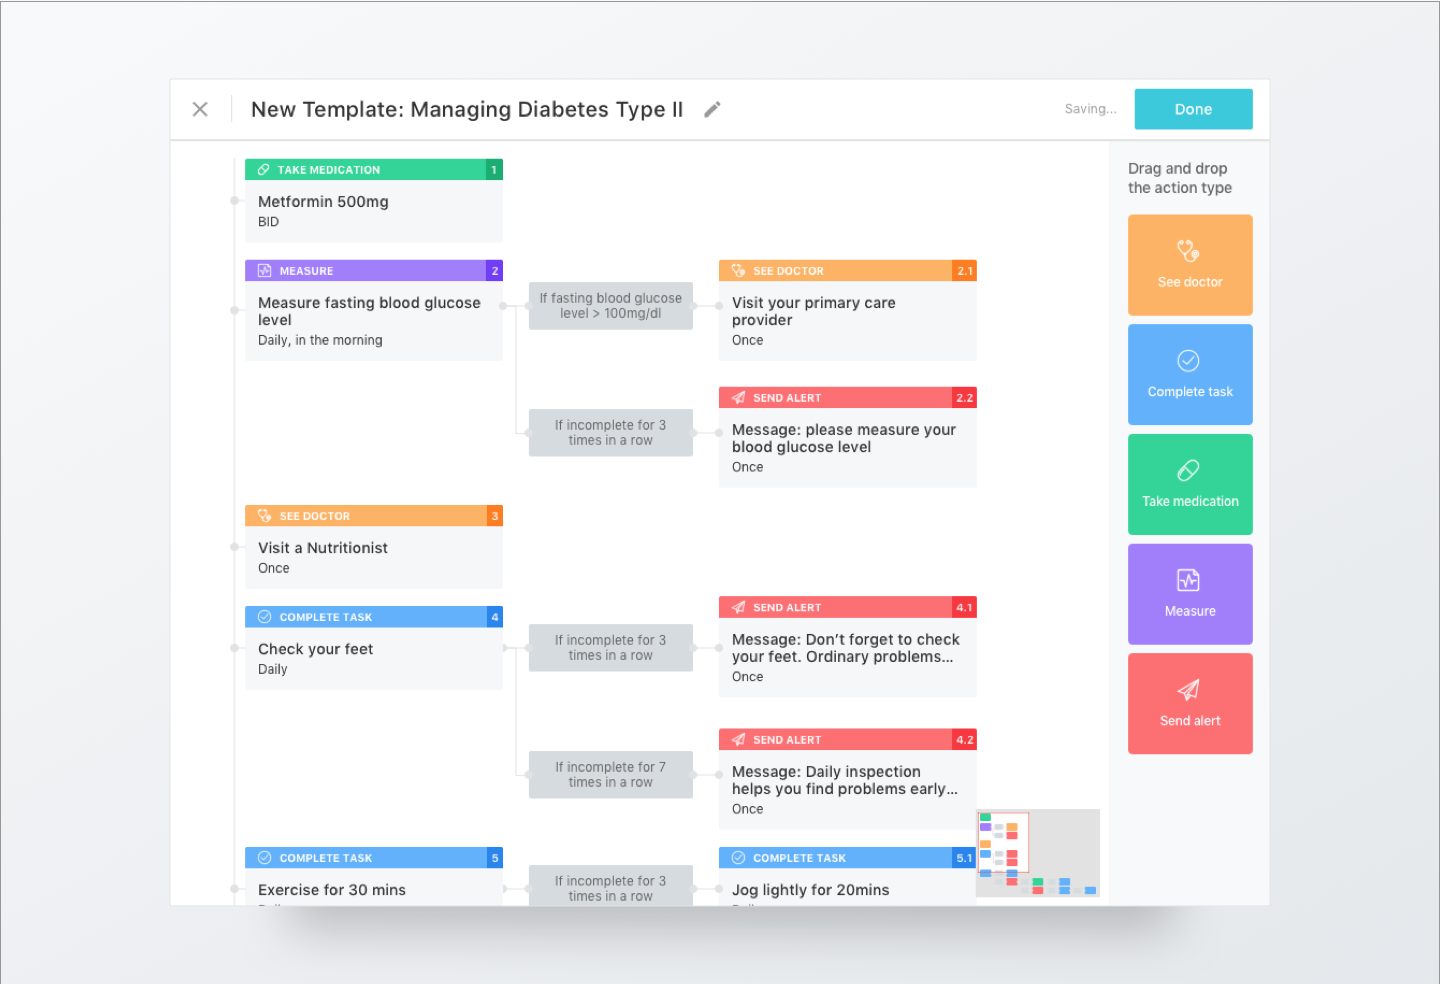 New Template: Managing Diabetes Type II
Saving...
Done
TAKE MEDICATION
1
Metformin 500mg
BID
MEASURE
2
Measure fasting blood glucose
level
Daily, in the morning
If fasting blood glucose
level > 100mg/dl
SEE DOCTOR
2.1
Visit your primary care
provider
Once
If incomplete for 3
times in a row
SEND ALERT
2.2
Message: please measure your
blood glucose level
Once
SEE DOCTOR
3
Visit a Nutritionist
Once
COMPLETE TASK
4
Check your feet
Daily
If incomplete for 3
times in a row
SEND ALERT
4.1
Message: Don’t forget to check
your feet. Ordinary problems...
Once
If incomplete for 7
times in a row
SEND ALERT
4.2
Message: Daily inspection
helps you find problems early...
Once
COMPLETE TASK
5
Exercise for 30 mins
If incomplete for 3
times in a row
COMPLETE TASK
5.1
Jog lightly for 20mins
Drag and drop
the action type
See doctor
Complete task
Take medication
Measure
Send alert